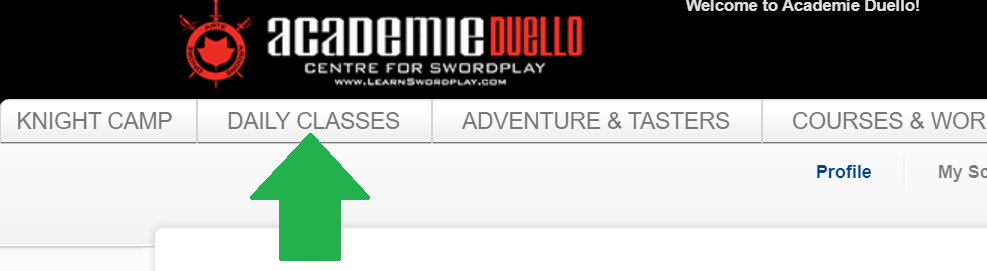 Welcome to Academie Duello!
ACADEMIE DUELLO
CENTRE FOR SWORDPLAY
www.LearnSwordplay.com
KNIGHT CAMP
DAILY CLASSES
ADVENTURE & TASTERS
COURSES & WOR
Profile
My Sc